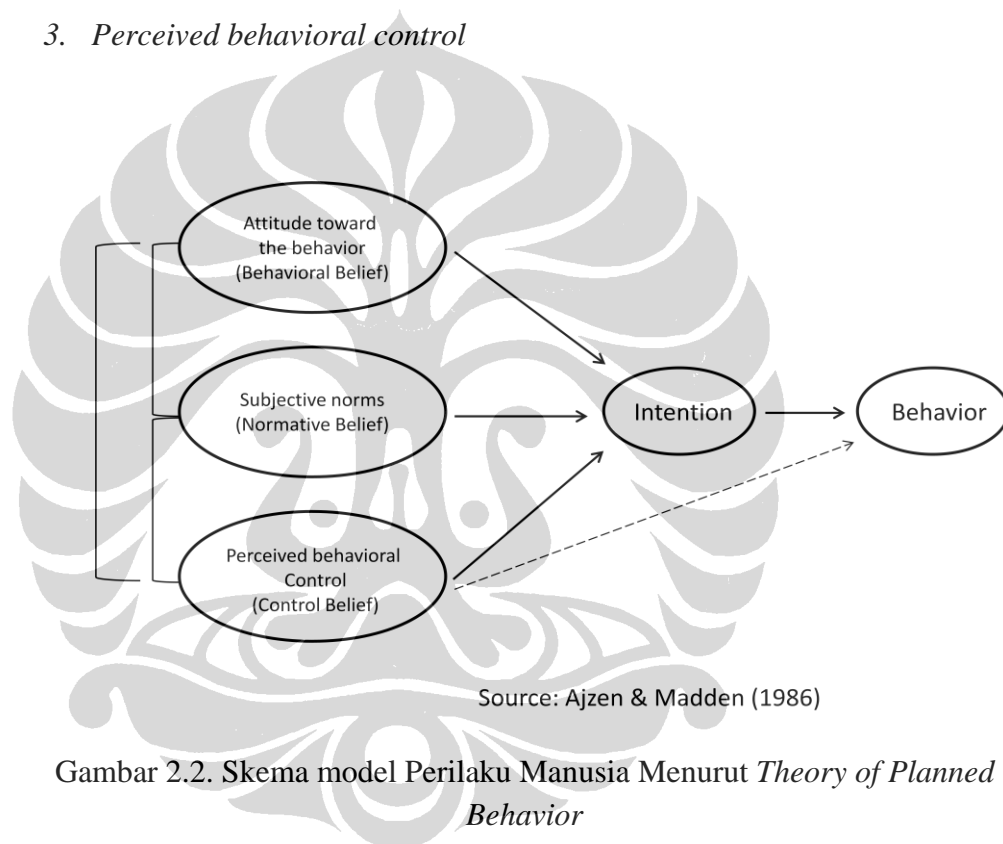 3. Perceived behavioral control
Attitude toward
the behavior
(Behavioral Belief)
Subjective norms
(Normative Belief)
Intention
Behavior
Perceived behavioral
Control
(Control Belief)
Source: Ajzen & Madden (1986)
Gambar 2.2. Skema model Perilaku Manusia Menurut Theory of Planned
Behavior